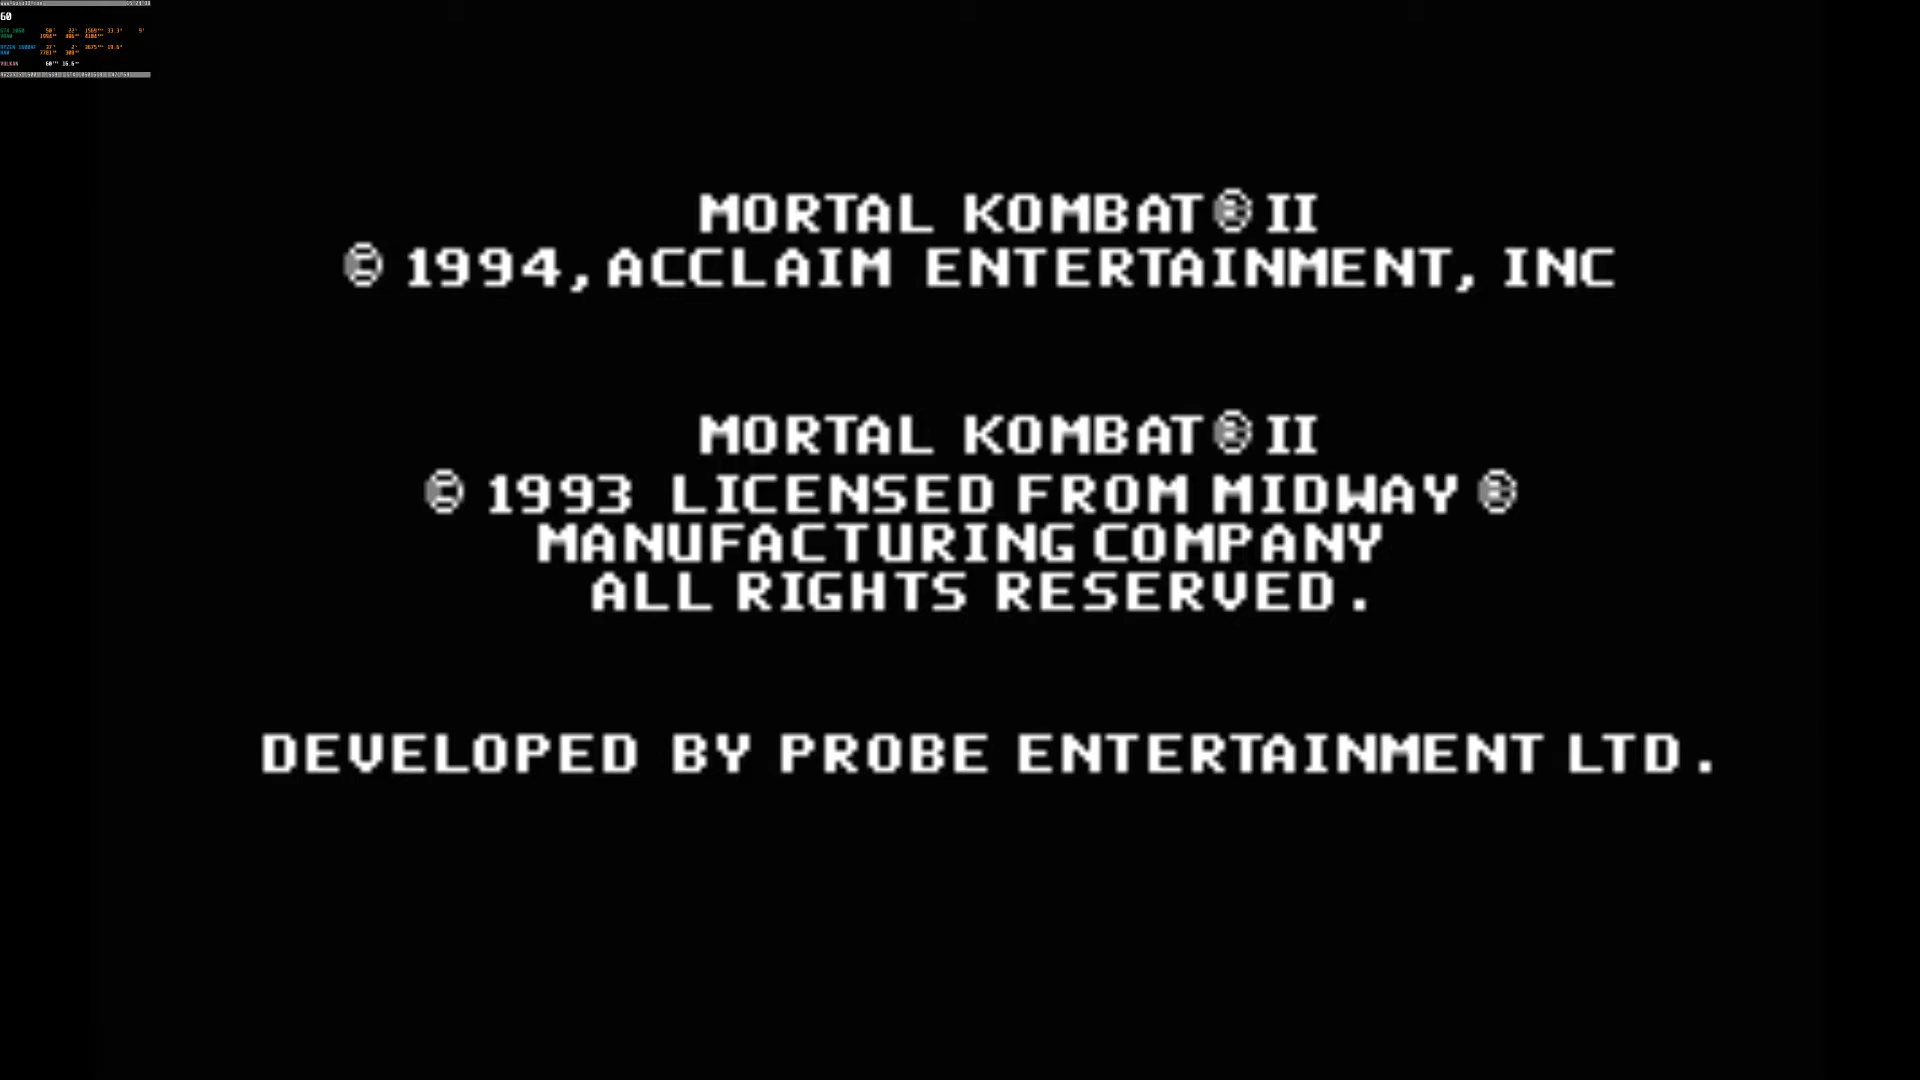 60
MORTAL KOMBAT® II
© 1994, ACCLAIM ENTERTAINMENT, INC
MORTAL KOMBAT® II
© 1993 LICENSED FROM MIDWAY ®
MANUFACTURING COMPANY
ALL RIGHTS RESERVED.
DEVELOPED BY PROBE ENTERTAINMENT LTD.